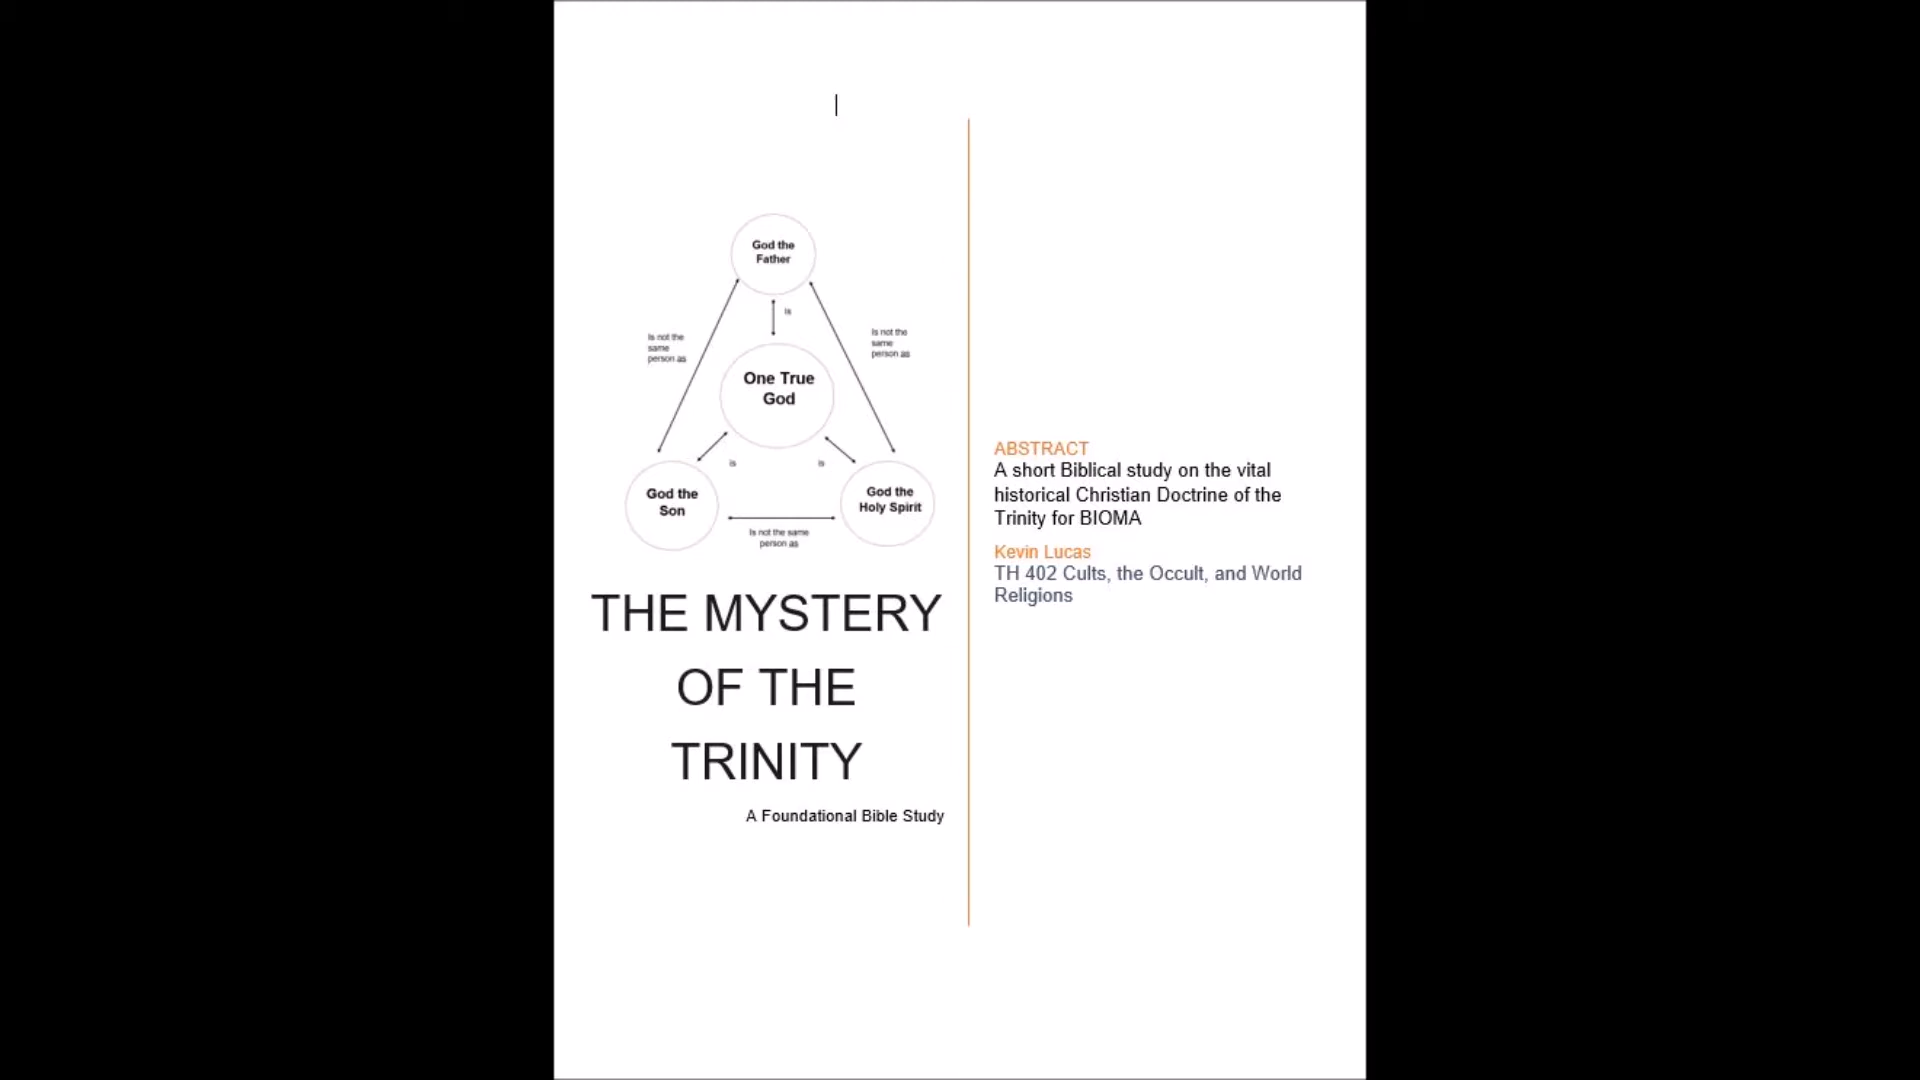 God the
Father
Is
Is not the
same
person as
Is not the
same
person as
One True
God
is
is
God the
Son
God the
Holy Spirit
Is not the same
person as
THE MYSTERY
OF THE
TRINITY
A Foundational Bible Study
ABSTRACT
A short Biblical study on the vital
historical Christian Doctrine of the
Trinity for BIOMA
Kevin Lucas
TH 402 Cults, the Occult, and World
Religions